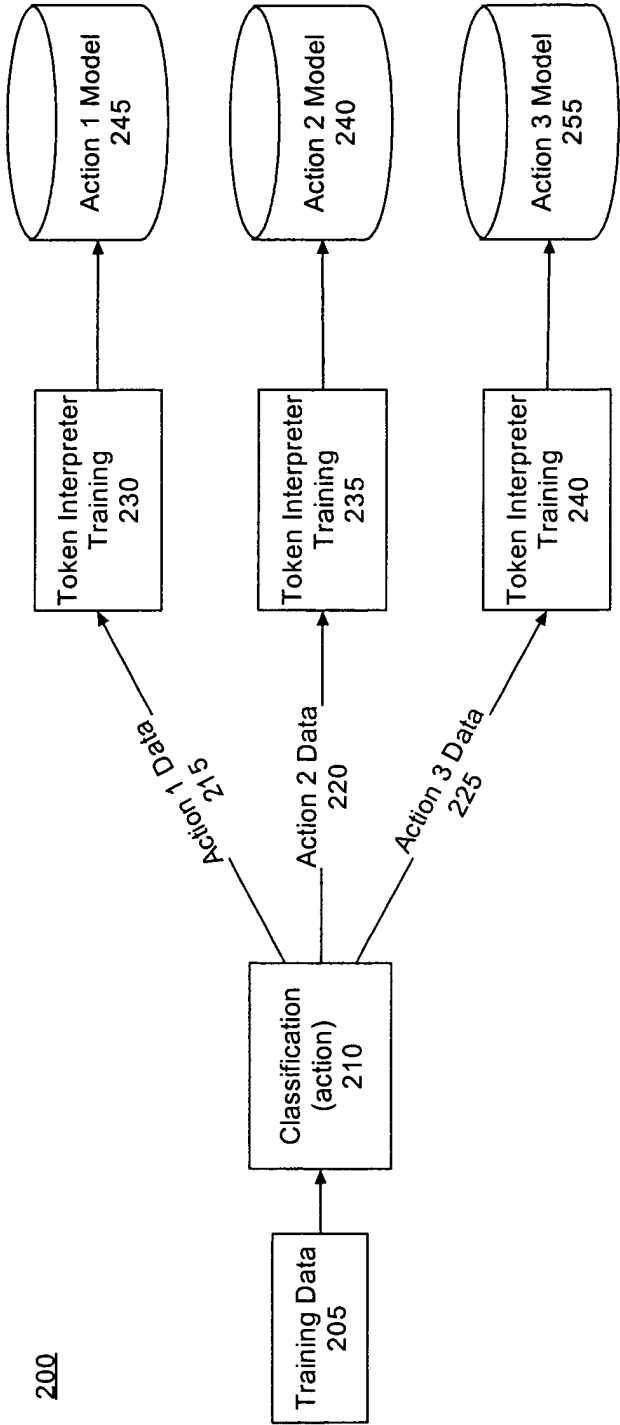 200
Training Data
205
Classification
(action)
210
Action 1 Data
215
Action 2 Data
220
Action 3 Data
225
Token Interpreter
Training
230
Token Interpreter
Training
235
Token Interpreter
Training
240
Action 1 Model
245
Action 2 Model
240
Action 3 Model
255